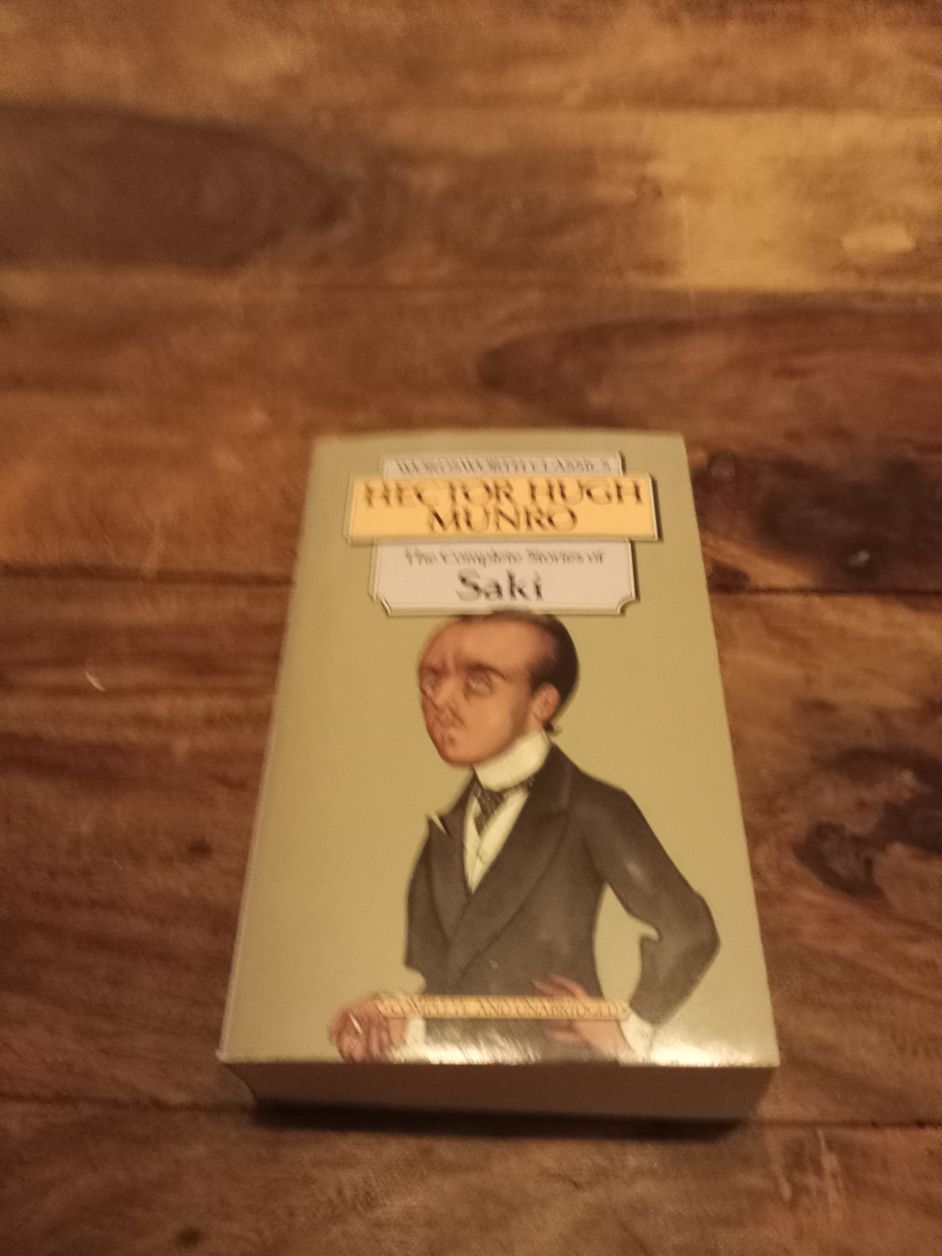 WORDSWORTH CLASSICS
HECTOR HUGH
MUNRO
The Complete Stories of
Saki
COMPLETE AND UNABRIDGED